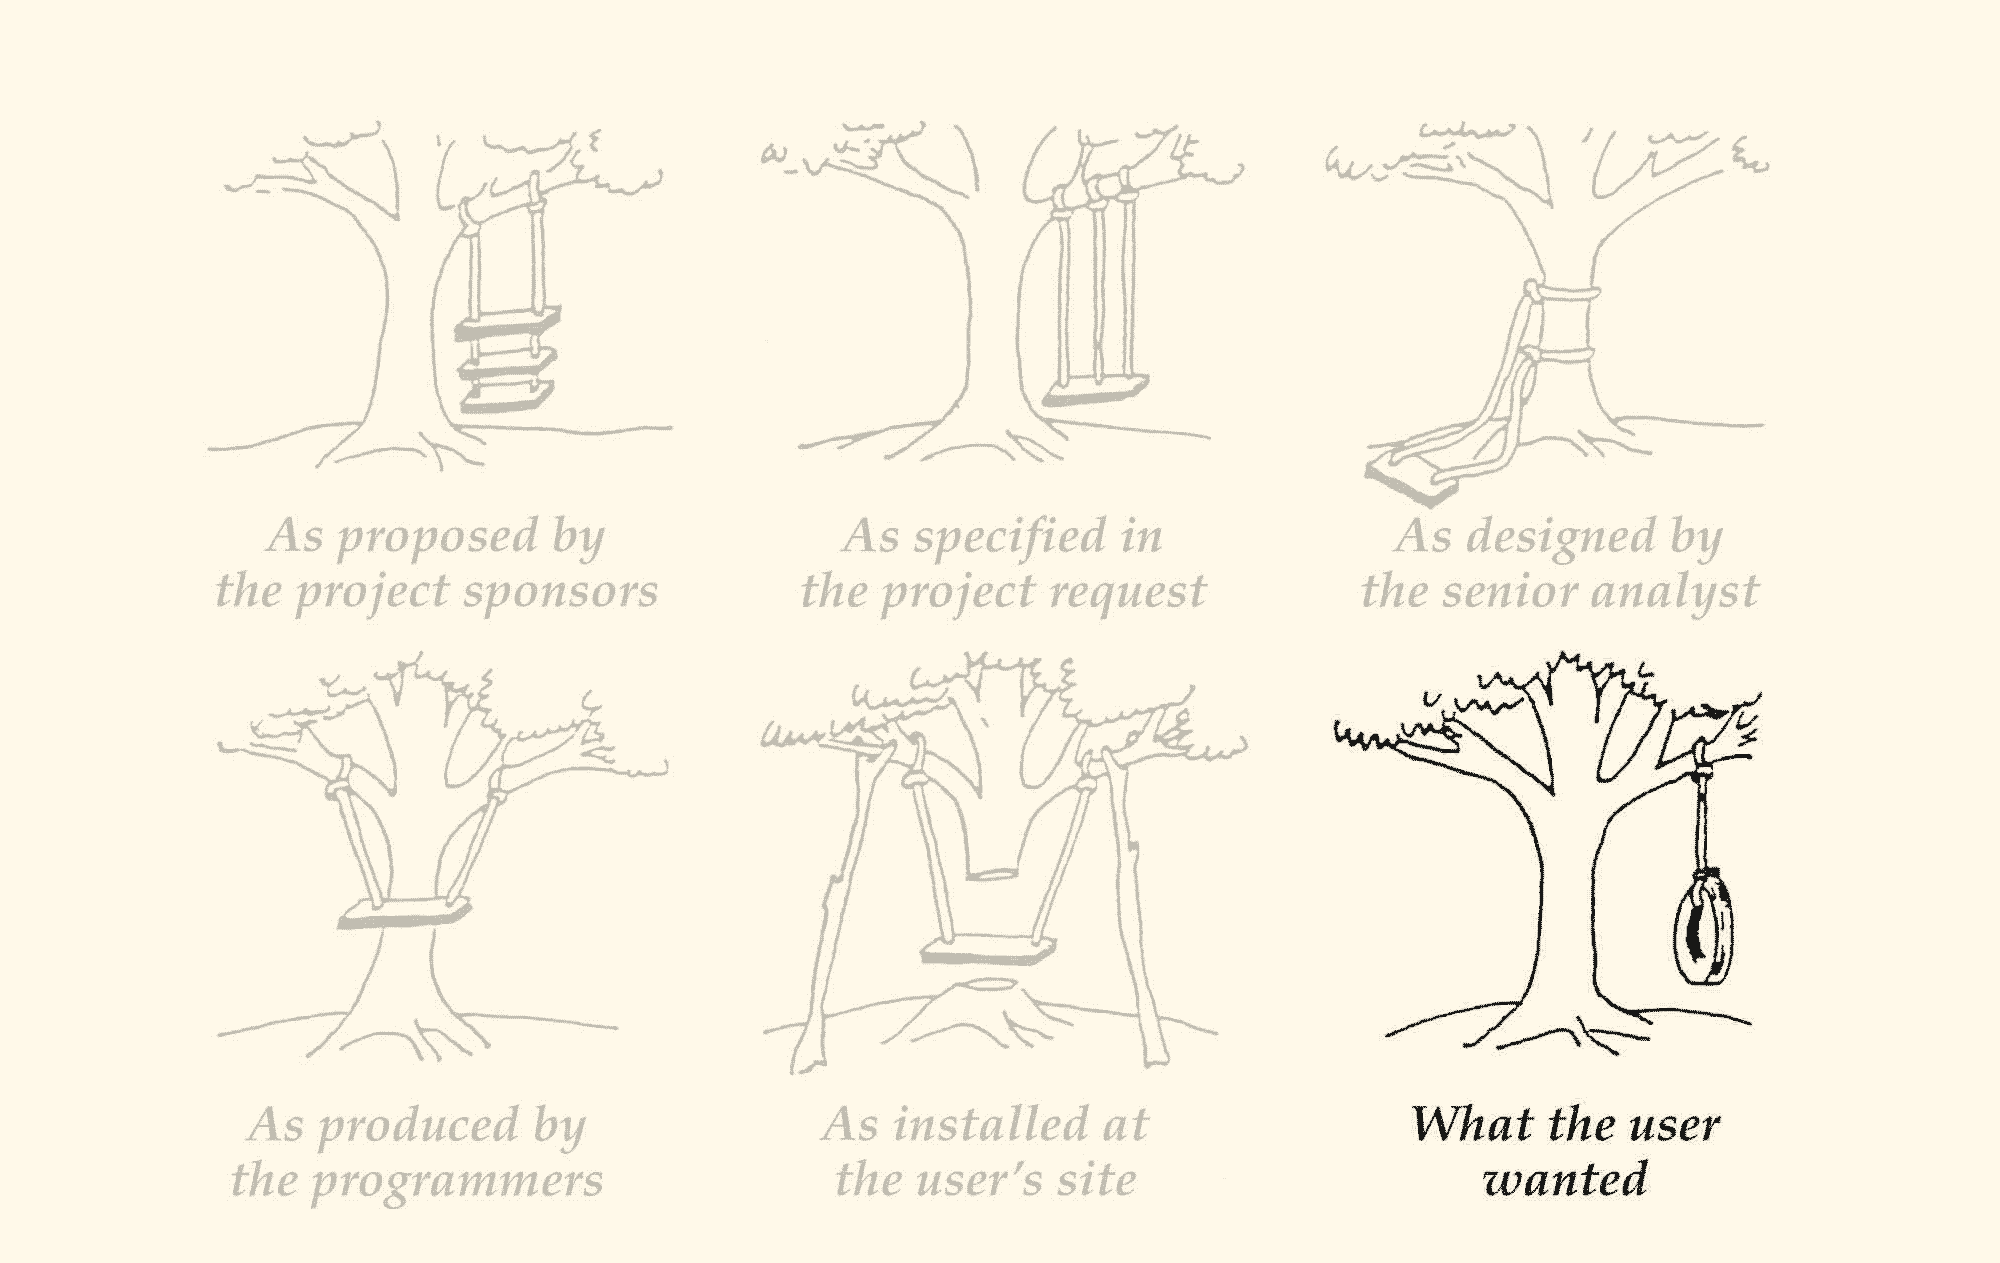 As proposed by
the project sponsors
As specified in
the project request
As designed by
the senior analyst
As produced by
the programmers
As installed at
the user's site
What the user
wanted